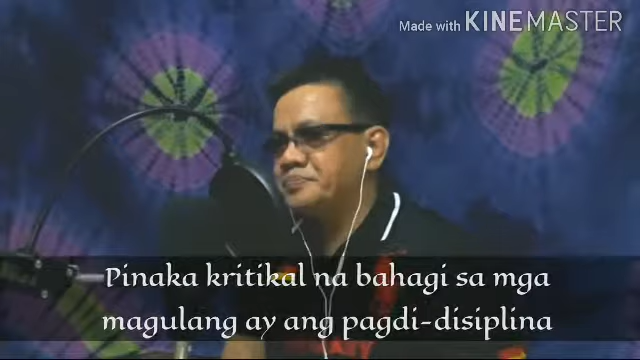 Made with KINEMASTER
Pinaka kritikal na bahagi sa mga
magulang ay ang pagdi-disiplina